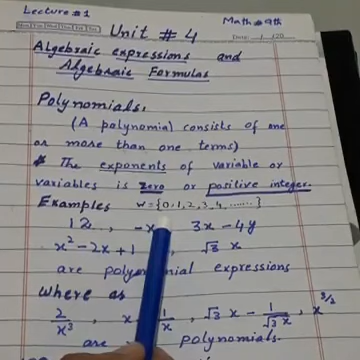 Lecture #1
Math # 9th
Unit # 4
Date: / /20
Algebraic expressions and
Algebraic Formulas
Polynomials,
(A polynomial consists of one
or more than one terms)
* The exponents of variable or
variables is zero or positive integer.
Examples W={0,1,2,3,4,......}
12, -x, 3x-4y
x²-2x+1, √3 x
are polynomial expressions
Where as
2/x³, x 1/x, √3 x - 1/(√3 x), x^(3/2)
are polynomials.